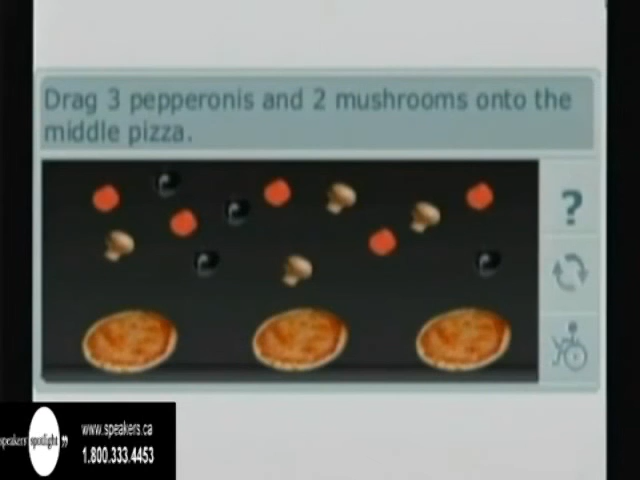 Drag 3 pepperonis and 2 mushrooms onto the
middle pizza.
?
speakers' spotlight”
www.speakers.ca
1.800.333.4453